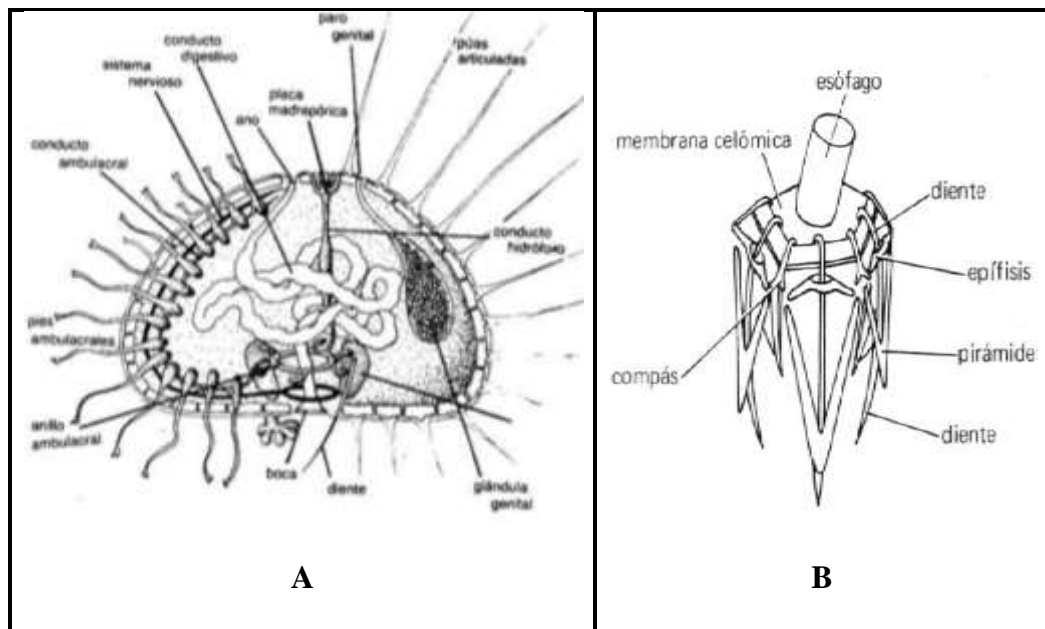 conducto
digestivo
sistema
nervioso
conducto
ambulacral
pies
ambulacrales
anillo
ambulacral
ano
placa
madrepórica
paro
genital
púas
articuladas
conducto
hidróforo
boca
diente
glándula
genital
A
esófago
membrana celómica
diente
epífisis
pirámide
compás
diente
B